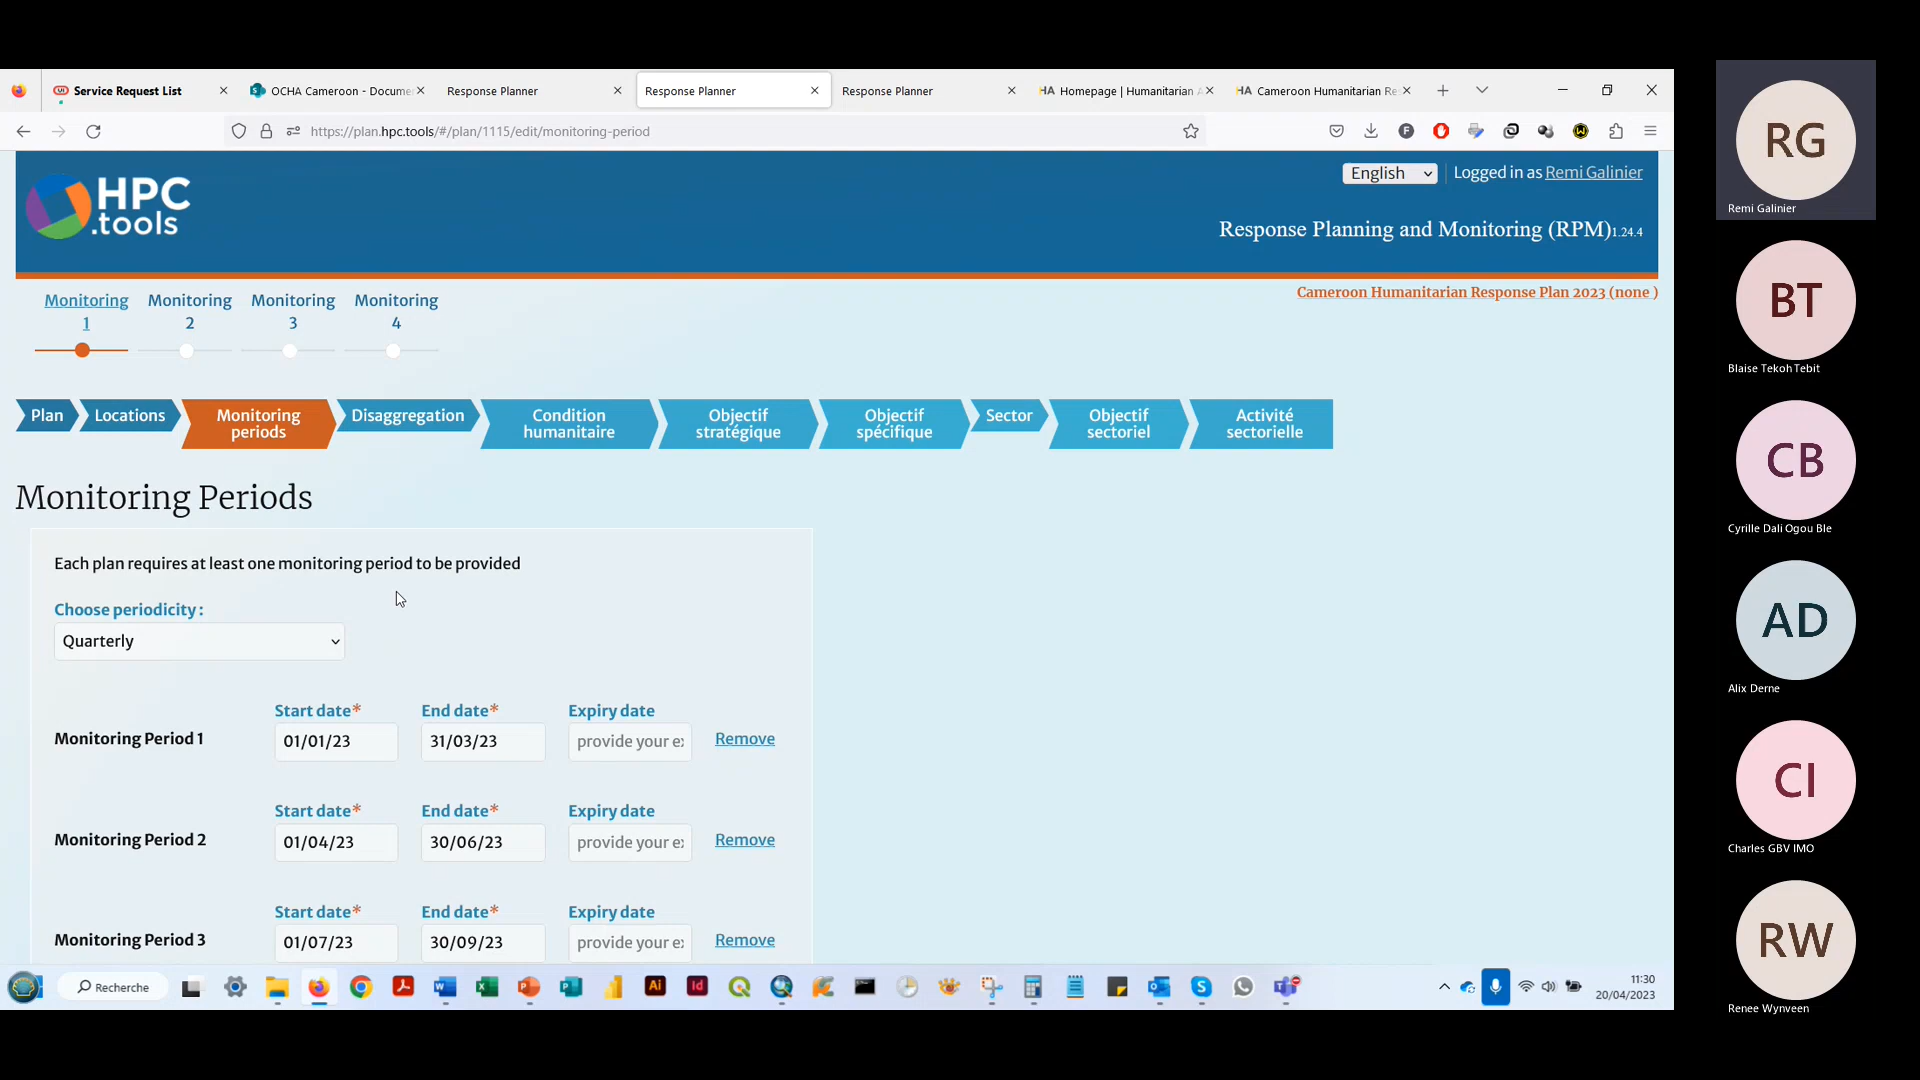 Service Request List
OCHA Cameroon - Docume
Response Planner
Response Planner
Response Planner
HA Homepage | Humanitarian A
HA Cameroon Humanitarian Re
https://plan.hpc.tools/#/plan/1115/edit/monitoring-period
HPC
.tools
English
Logged in as Remi Galinier
Response Planning and Monitoring (RPM)1.24.4
Monitoring
1
Monitoring
2
Monitoring
3
Monitoring
4
Cameroon Humanitarian Response Plan 2023 (none )
Plan
Locations
Monitoring
periods
Disaggregation
Condition
humanitaire
Objectif
stratégique
Objectif
spécifique
Sector
Objectif
sectoriel
Activité
sectorielle
Monitoring Periods
Each plan requires at least one monitoring period to be provided
Choose periodicity :
Quarterly
Start date* End date* Expiry date
Monitoring Period 1 01/01/23 31/03/23 provide your e Remove
Start date* End date* Expiry date
Monitoring Period 2 01/04/23 30/06/23 provide your e Remove
Start date* End date* Expiry date
Monitoring Period 3 01/07/23 30/09/23 provide your e Remove
Recherche
11:30
20/04/2023
RG
Remi Galinier
BT
Blaise Tekoh Tebit
CB
Cyrille Dali Ogou Ble
AD
Alix Derne
CI
Charles GBV IMO
RW
Renee Wynveen